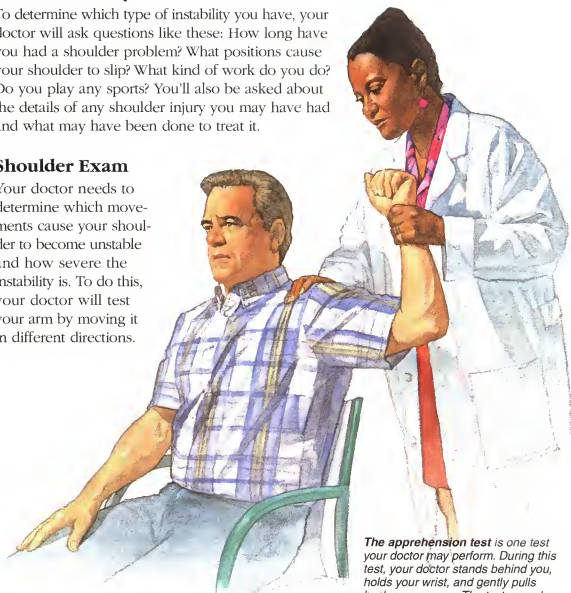 To determine which type of instability you have, your
doctor will ask questions like these: How long have
you had a shoulder problem? What positions cause
your shoulder to slip? What kind of work do you do?
Do you play any sports? You'll also be asked about
the details of any shoulder injury you may have had
and what may have been done to treat it.
Shoulder Exam
Your doctor needs to
determine which move-
ments cause your shoul-
der to become unstable
and how severe the
instability is. To do this,
your doctor will test
your arm by moving it
in different directions.
The apprehension test is one test
your doctor may perform. During this
test, your doctor stands behind you,
holds your wrist, and gently pulls